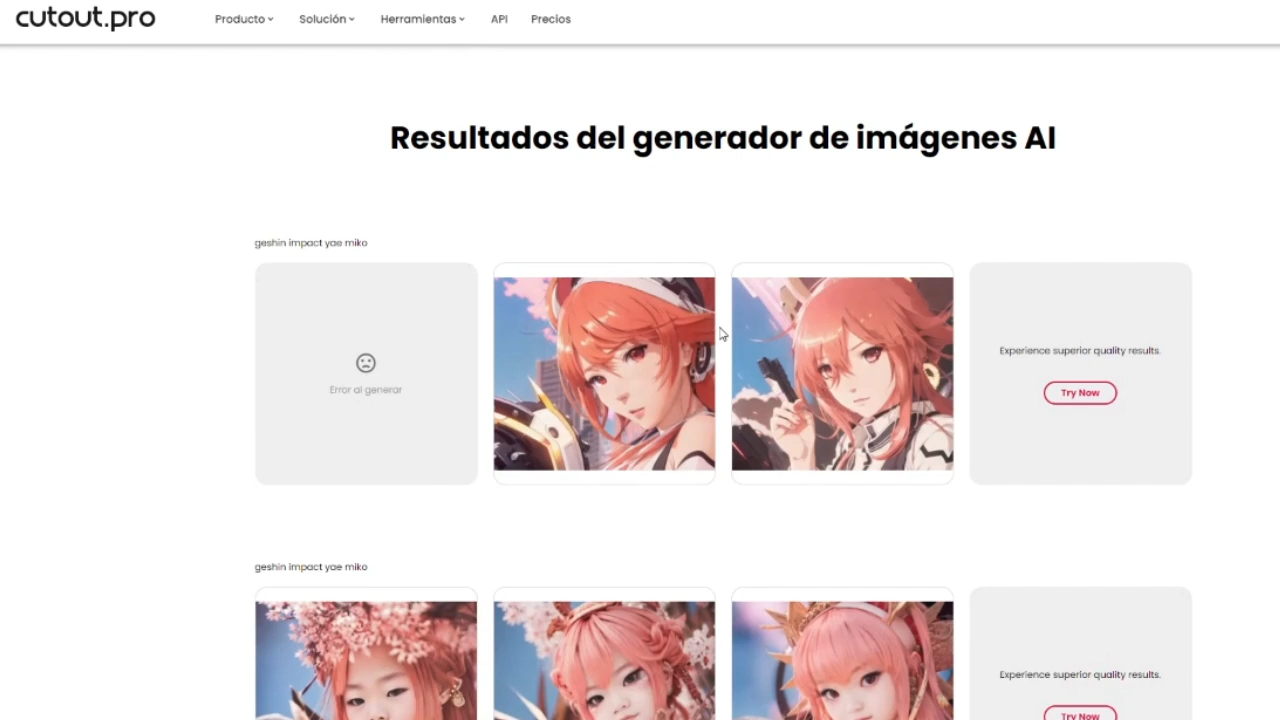 cutout.pro
Producto
Solución
Herramientas
API
Precios
Resultados del generador de imágenes AI
geshin impact yae miko
Error al generar
Experience superior quality results.
Try Now
geshin impact yae miko
Experience superior quality results.
Try Now